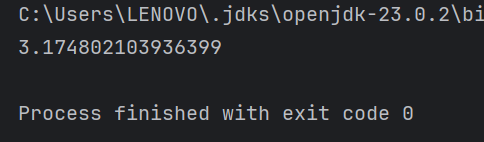 C:\Users\LENOVO\.jdks\openjdk-23.0.2\bi
3.174802103936399

Process finished with exit code 0